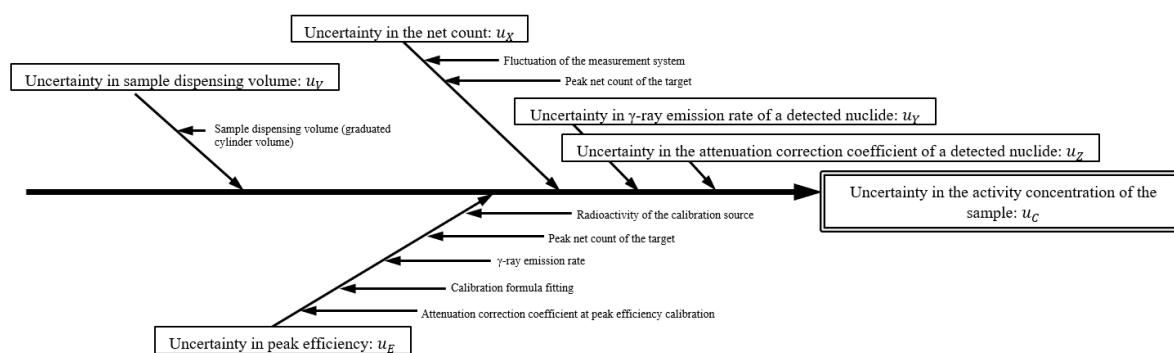 Uncertainty in the net count: u_X
Fluctuation of the measurement system
Peak net count of the target
Uncertainty in sample dispensing volume: u_V
Sample dispensing volume (graduated
cylinder volume)
Uncertainty in γ-ray emission rate of a detected nuclide: u_Y
Uncertainty in the attenuation correction coefficient of a detected nuclide: u_Z
Uncertainty in the activity concentration of the
sample: u_C
Radioactivity of the calibration source
Peak net count of the target
γ-ray emission rate
Calibration formula fitting
Attenuation correction coefficient at peak efficiency calibration
Uncertainty in peak efficiency: u_E